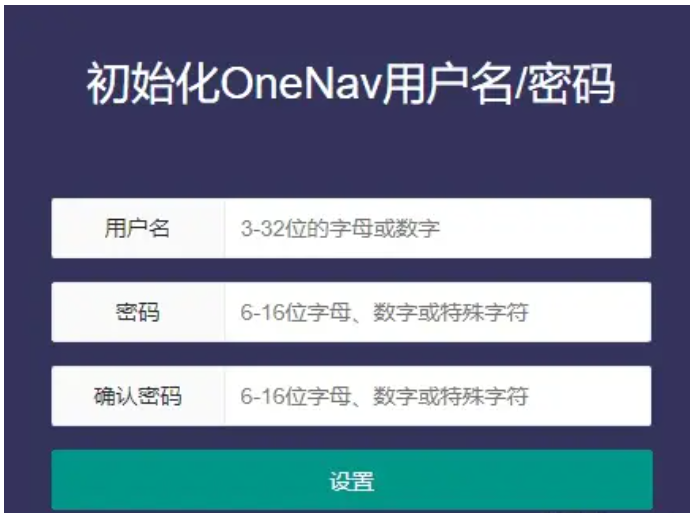 初始化OneNav用户名/密码
用户名 3-32位的字母或数字
密码 6-16位字母、数字或特殊字符
确认密码 6-16位字母、数字或特殊字符
设置